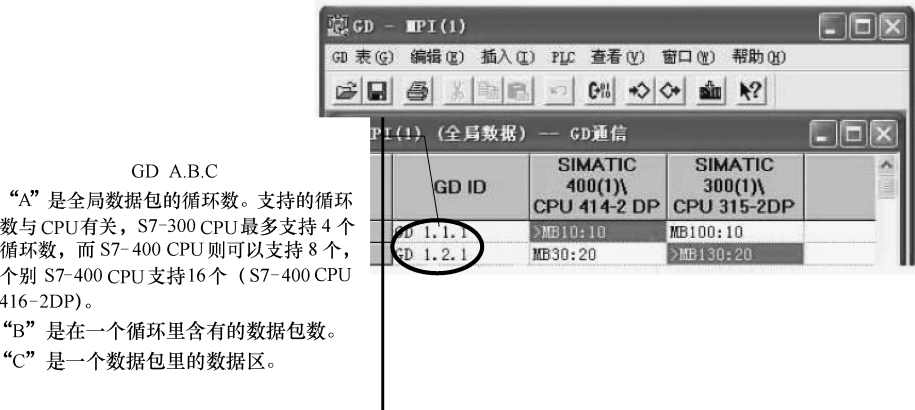 GD - MPI(1)
GD 表(G) 编辑(E) 插入(I) PLC 查看(V) 窗口(W) 帮助(H)
PI(1) (全局数据) -- GD通信
GD ID
SIMATIC
400(1)\
CPU 414-2 DP
SIMATIC
300(1)\
CPU 315-2DP
GD 1.1.1 >MB10:10 MB100:10
GD 1.2.1 MB30:20 >MB130:20
GD A.B.C
“A”是全局数据包的循环数。支持的循环
数与CPU有关，S7-300 CPU最多支持4个
循环数，而S7-400 CPU则可以支持8个，
个别 S7-400 CPU支持16个（S7-400 CPU
416-2DP)。
“B”是在一个循环里含有的数据包数。
“C”是一个数据包里的数据区。